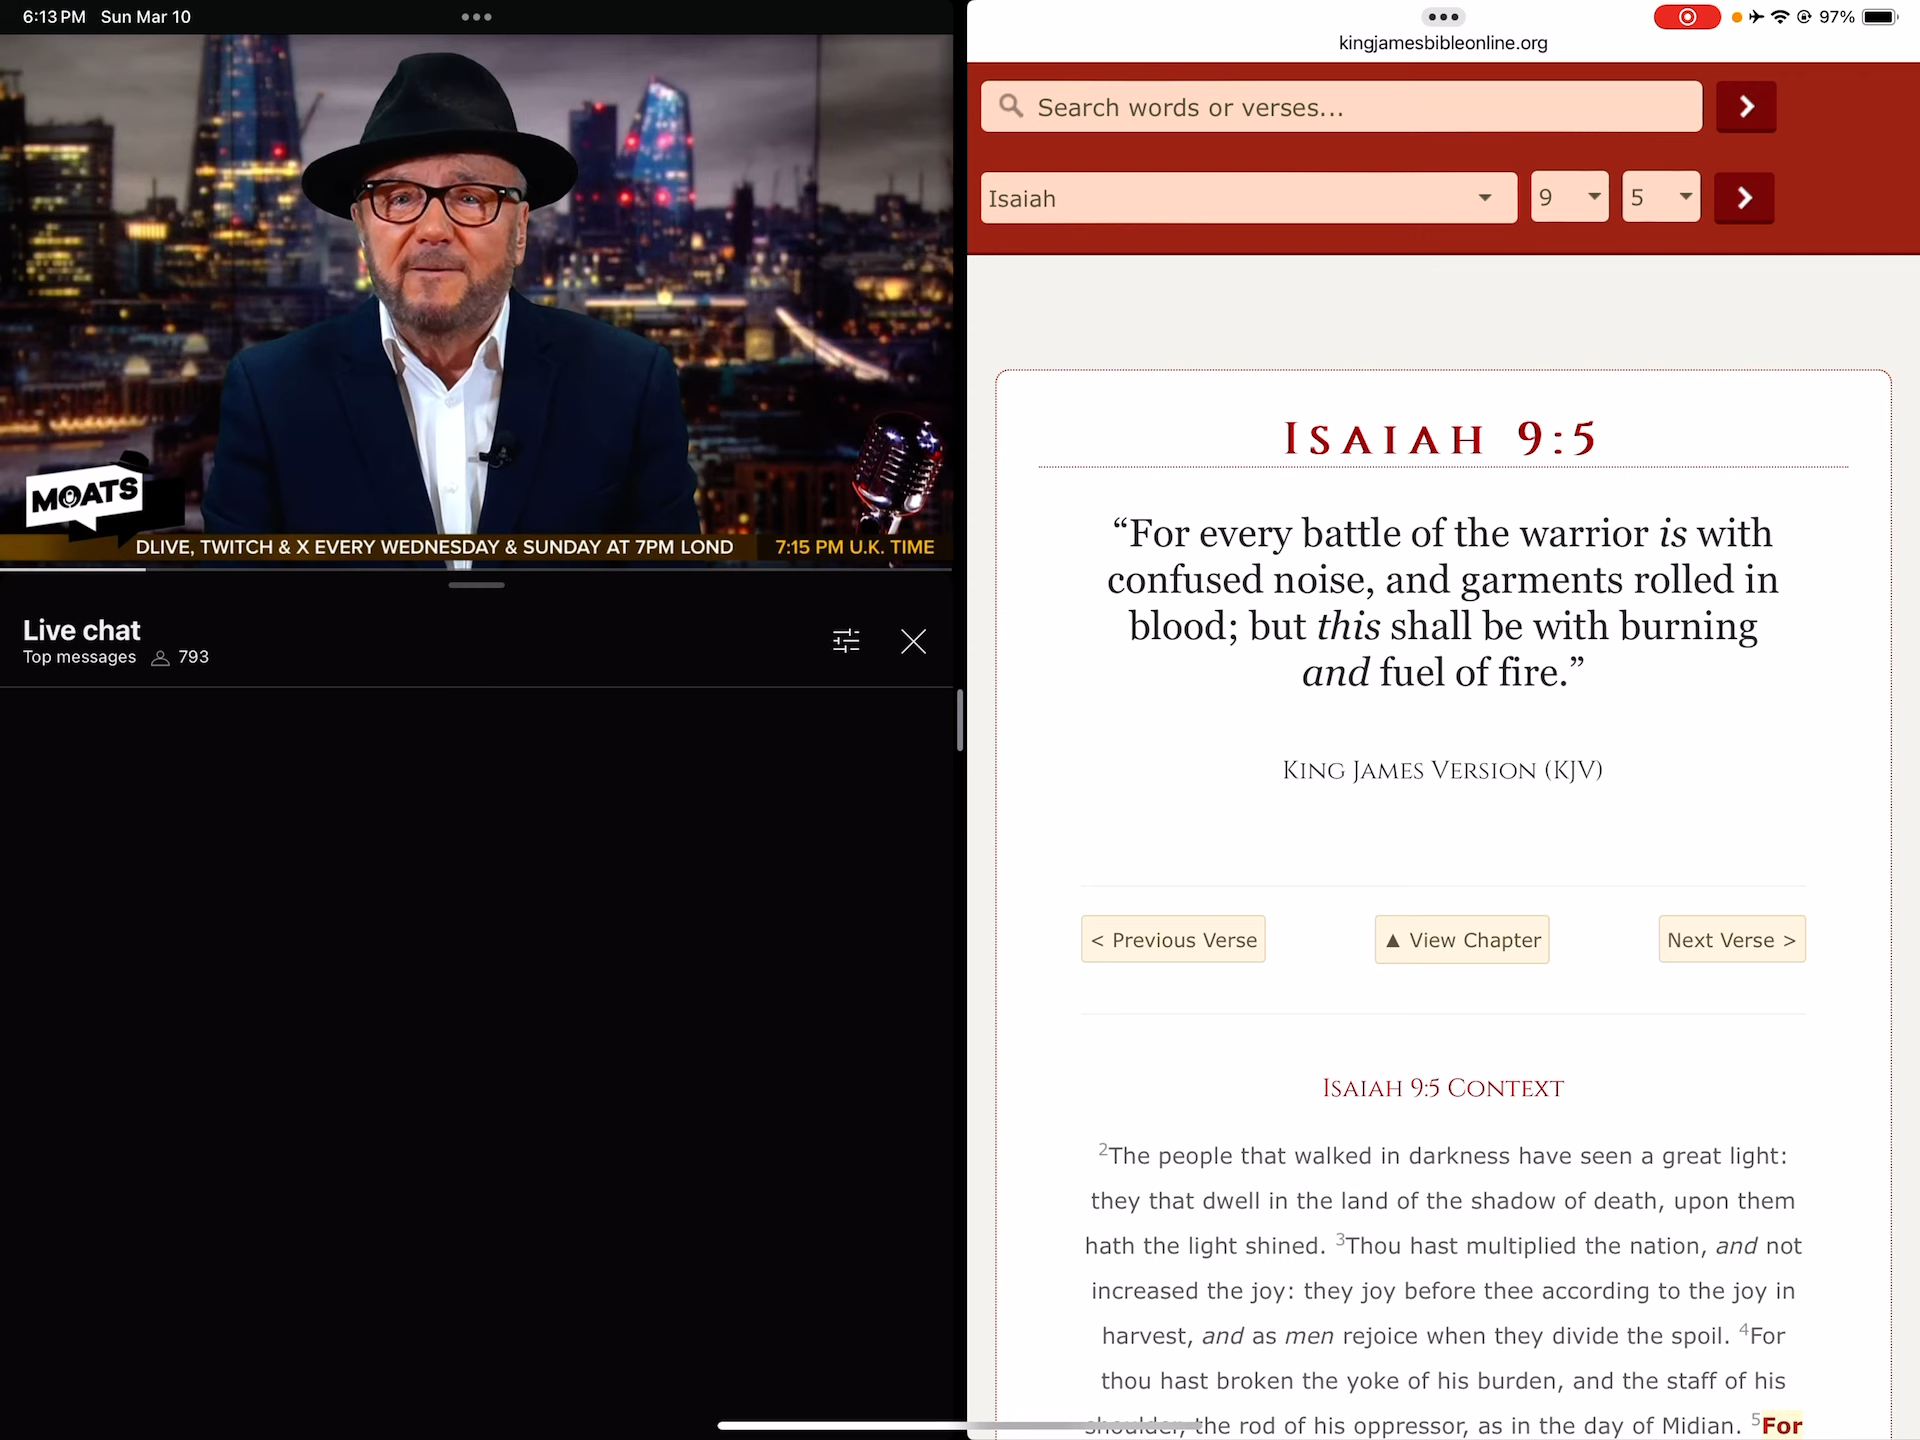 6:13 PM Sun Mar 10
MOATS
DLIVE, TWITCH & X EVERY WEDNESDAY & SUNDAY AT 7PM LOND
7:15 PM U.K. TIME
Live chat
Top messages 793
97%
kingjamesbibleonline.org
Search words or verses...
Isaiah 9 5
ISAIAH 9:5
“For every battle of the warrior is with
confused noise, and garments rolled in
blood; but this shall be with burning
and fuel of fire.”
KING JAMES VERSION (KJV)
< Previous Verse ▲ View Chapter Next Verse >
ISAIAH 9:5 CONTEXT
2The people that walked in darkness have seen a great light:
they that dwell in the land of the shadow of death, upon them
hath the light shined. 3Thou hast multiplied the nation, and not
increased the joy: they joy before thee according to the joy in
harvest, and as men rejoice when they divide the spoil. 4For
thou hast broken the yoke of his burden, and the staff of his
shoulder, the rod of his oppressor, as in the day of Midian. 5For